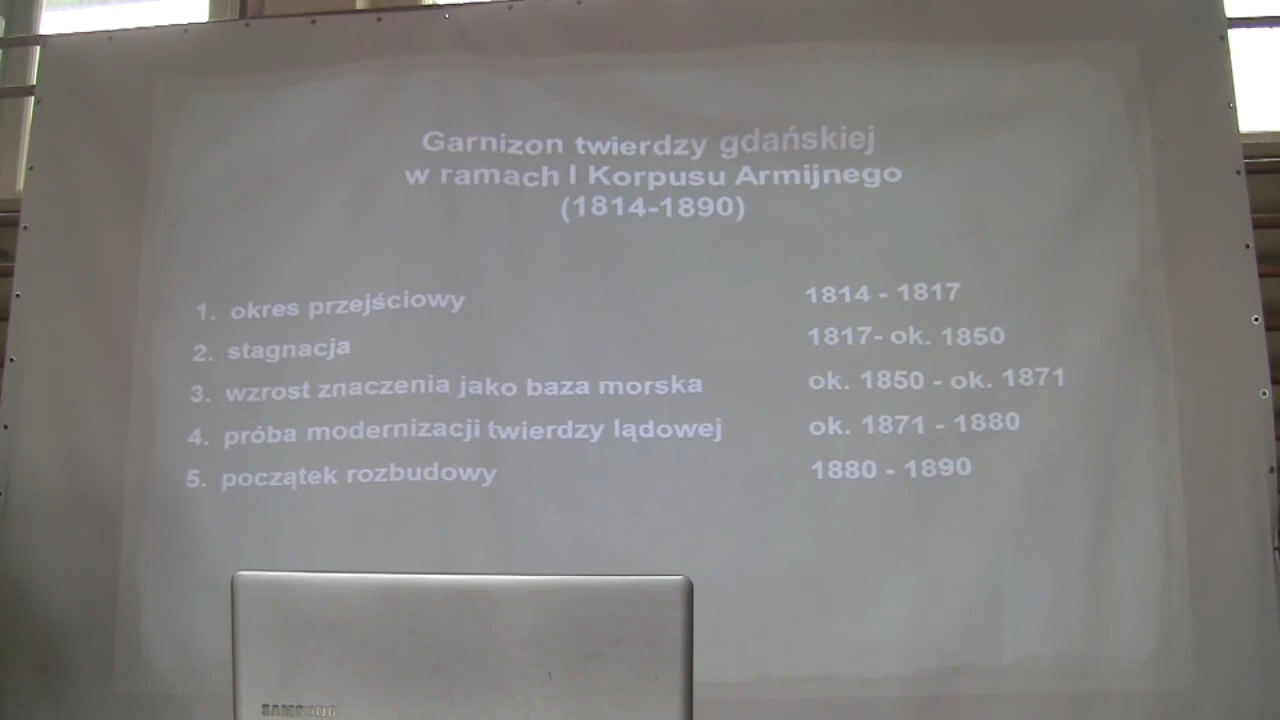 Garnizon twierdzy gdańskiej
w ramach I Korpusu Armijnego
(1814-1890)
1. okres przejściowy 1814 - 1817
2. stagnacja 1817- ok. 1850
3. wzrost znaczenia jako baza morska ok. 1850 - ok. 1871
4. próba modernizacji twierdzy lądowej ok. 1871 - 1880
5. początek rozbudowy 1880 - 1890
SAMSUNG